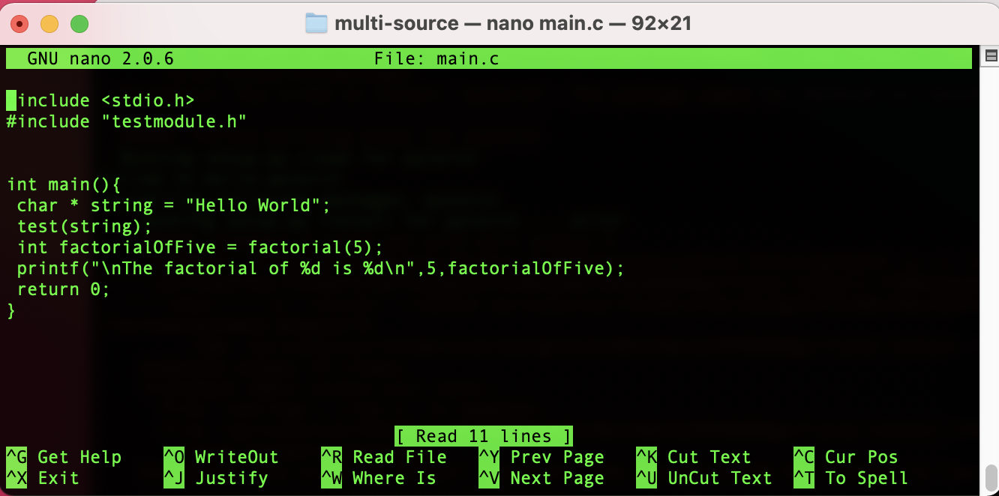 multi-source — nano main.c — 92×21
GNU nano 2.0.6 File: main.c
include <stdio.h>
#include "testmodule.h"
int main(){
char * string = "Hello World";
test(string);
int factorialOfFive = factorial(5);
printf("\nThe factorial of %d is %d\n",5,factorialOfFive);
return 0;
}
[ Read 11 lines ]
^G Get Help ^O WriteOut ^R Read File ^Y Prev Page ^K Cut Text ^C Cur Pos
^X Exit ^J Justify ^W Where Is ^V Next Page ^U UnCut Text ^T To Spell